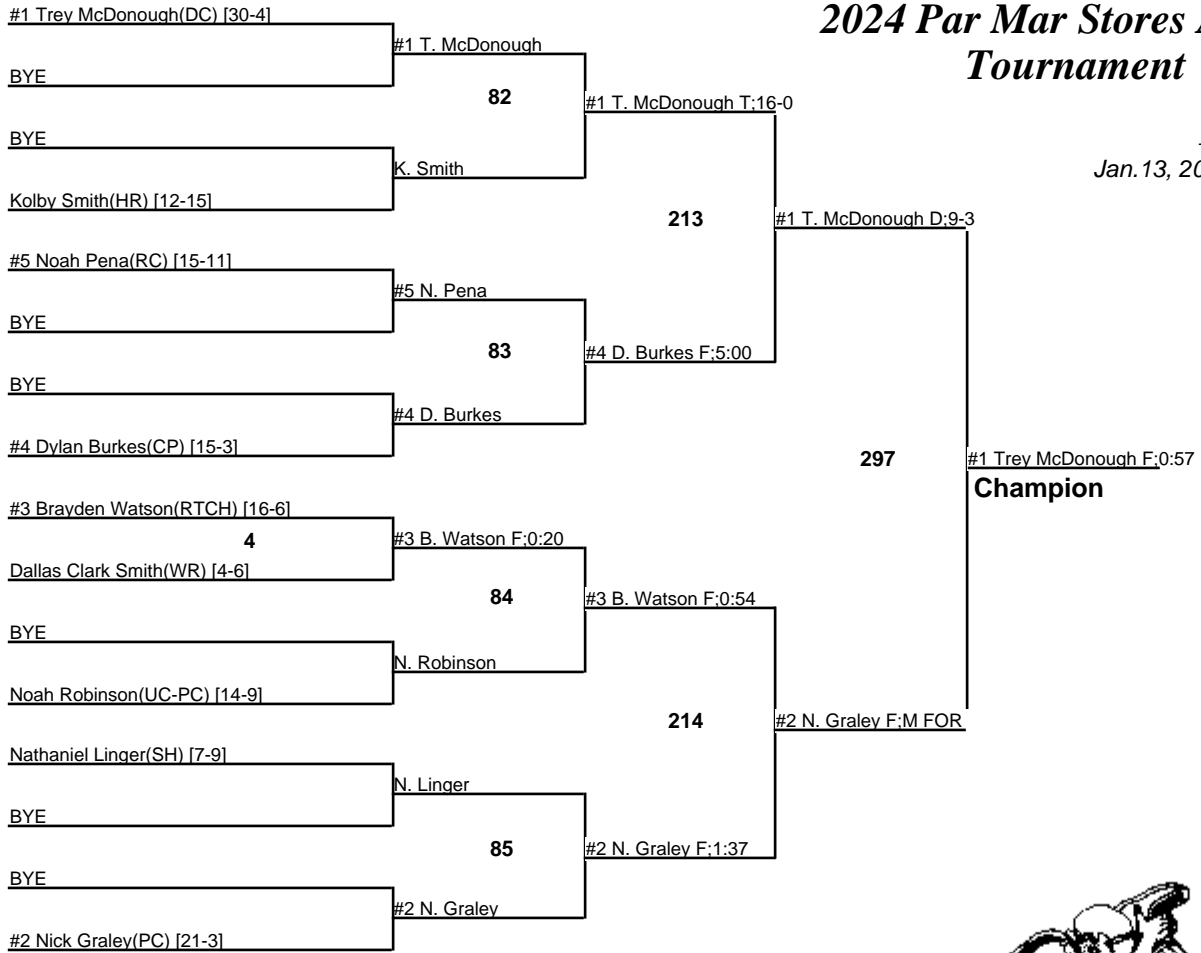 2024 Par Mar Stores
Tournament
Jan.13, 20
#1 Trey McDonough(DC) [30-4]
BYE
BYE
Kolby Smith(HR) [12-15]
#5 Noah Pena(RC) [15-11]
BYE
BYE
#4 Dylan Burkes(CP) [15-3]
#3 Brayden Watson(RTCH) [16-6]
4
Dallas Clark Smith(WR) [4-6]
BYE
Noah Robinson(UC-PC) [14-9]
Nathaniel Linger(SH) [7-9]
BYE
BYE
#2 Nick Graley(PC) [21-3]
#1 T. McDonough
82
K. Smith
#5 N. Pena
83
#4 D. Burkes
#3 B. Watson F;0:20
84
N. Robinson
N. Linger
85
#2 N. Graley
#1 T. McDonough T;16-0
213
#4 D. Burkes F;5:00
#3 B. Watson F;0:54
214
#2 N. Graley F;1:37
#1 T. McDonough D;9-3
297
#2 N. Graley F;M FOR
#1 Trey McDonough F;0:57
Champion